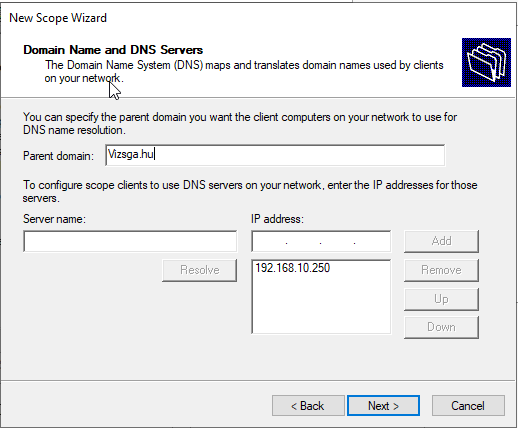 New Scope Wizard
Domain Name and DNS Servers
The Domain Name System (DNS) maps and translates domain names used by clients
on your network.
You can specify the parent domain you want the client computers on your network to use for
DNS name resolution.
Parent domain: Vizsga.hu
To configure scope clients to use DNS servers on your network, enter the IP addresses for those
servers.
Server name: IP address:
. . . Add
Resolve 192.168.10.250 Remove
Up
Down
< Back Next > Cancel